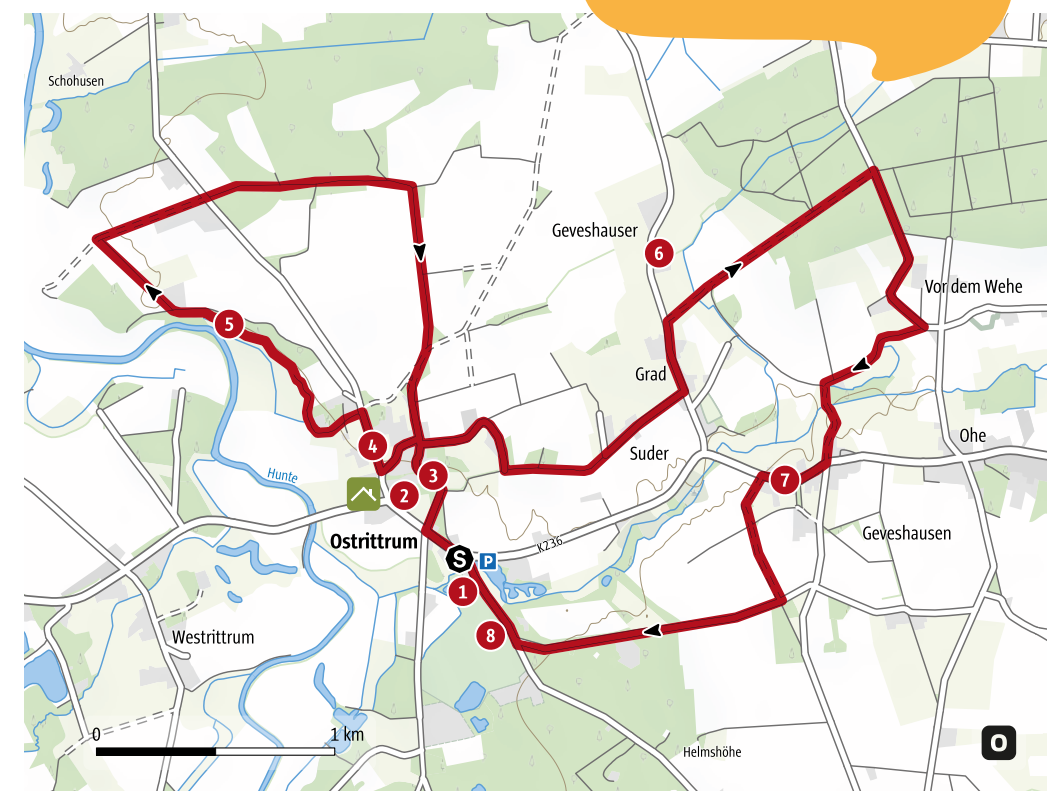 Schohusen
Geveshauser
6
Vor dem Wehe
5
Grad
Ohe
4
Suder
3
7
Hunte
2
Geveshausen
Ostrittrum
K236
S
P
1
8
Westrittrum
0
1 km
Helmshöhe
O